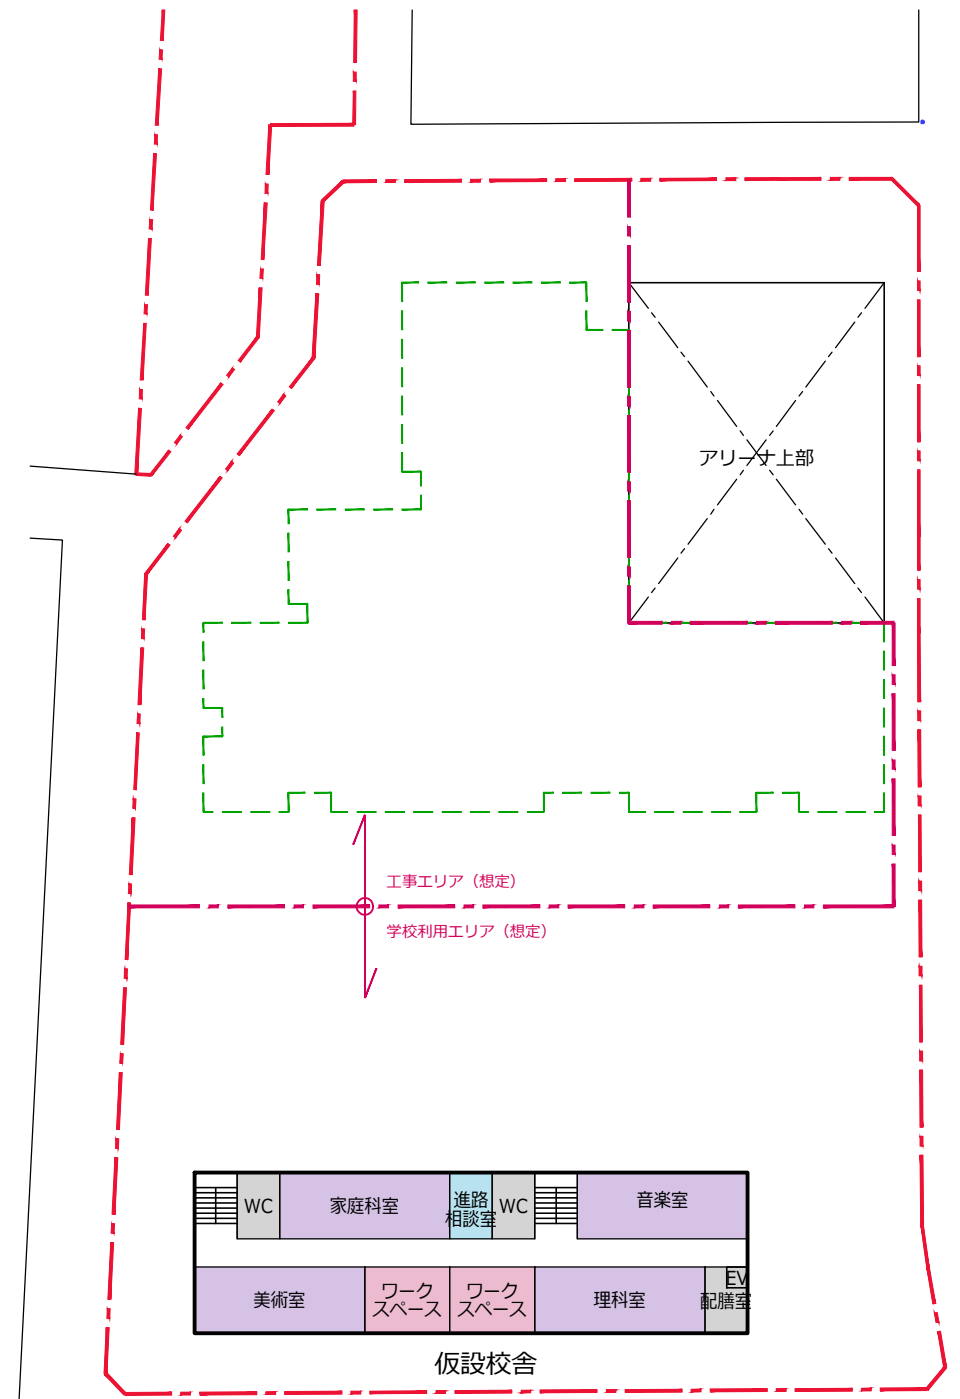 アリーナ上部
工事エリア（想定）
学校利用エリア（想定）
WC
家庭科室
進路
相談室
WC
音楽室
美術室
ワーク
スペース
ワーク
スペース
理科室
EV
配膳室
仮設校舎